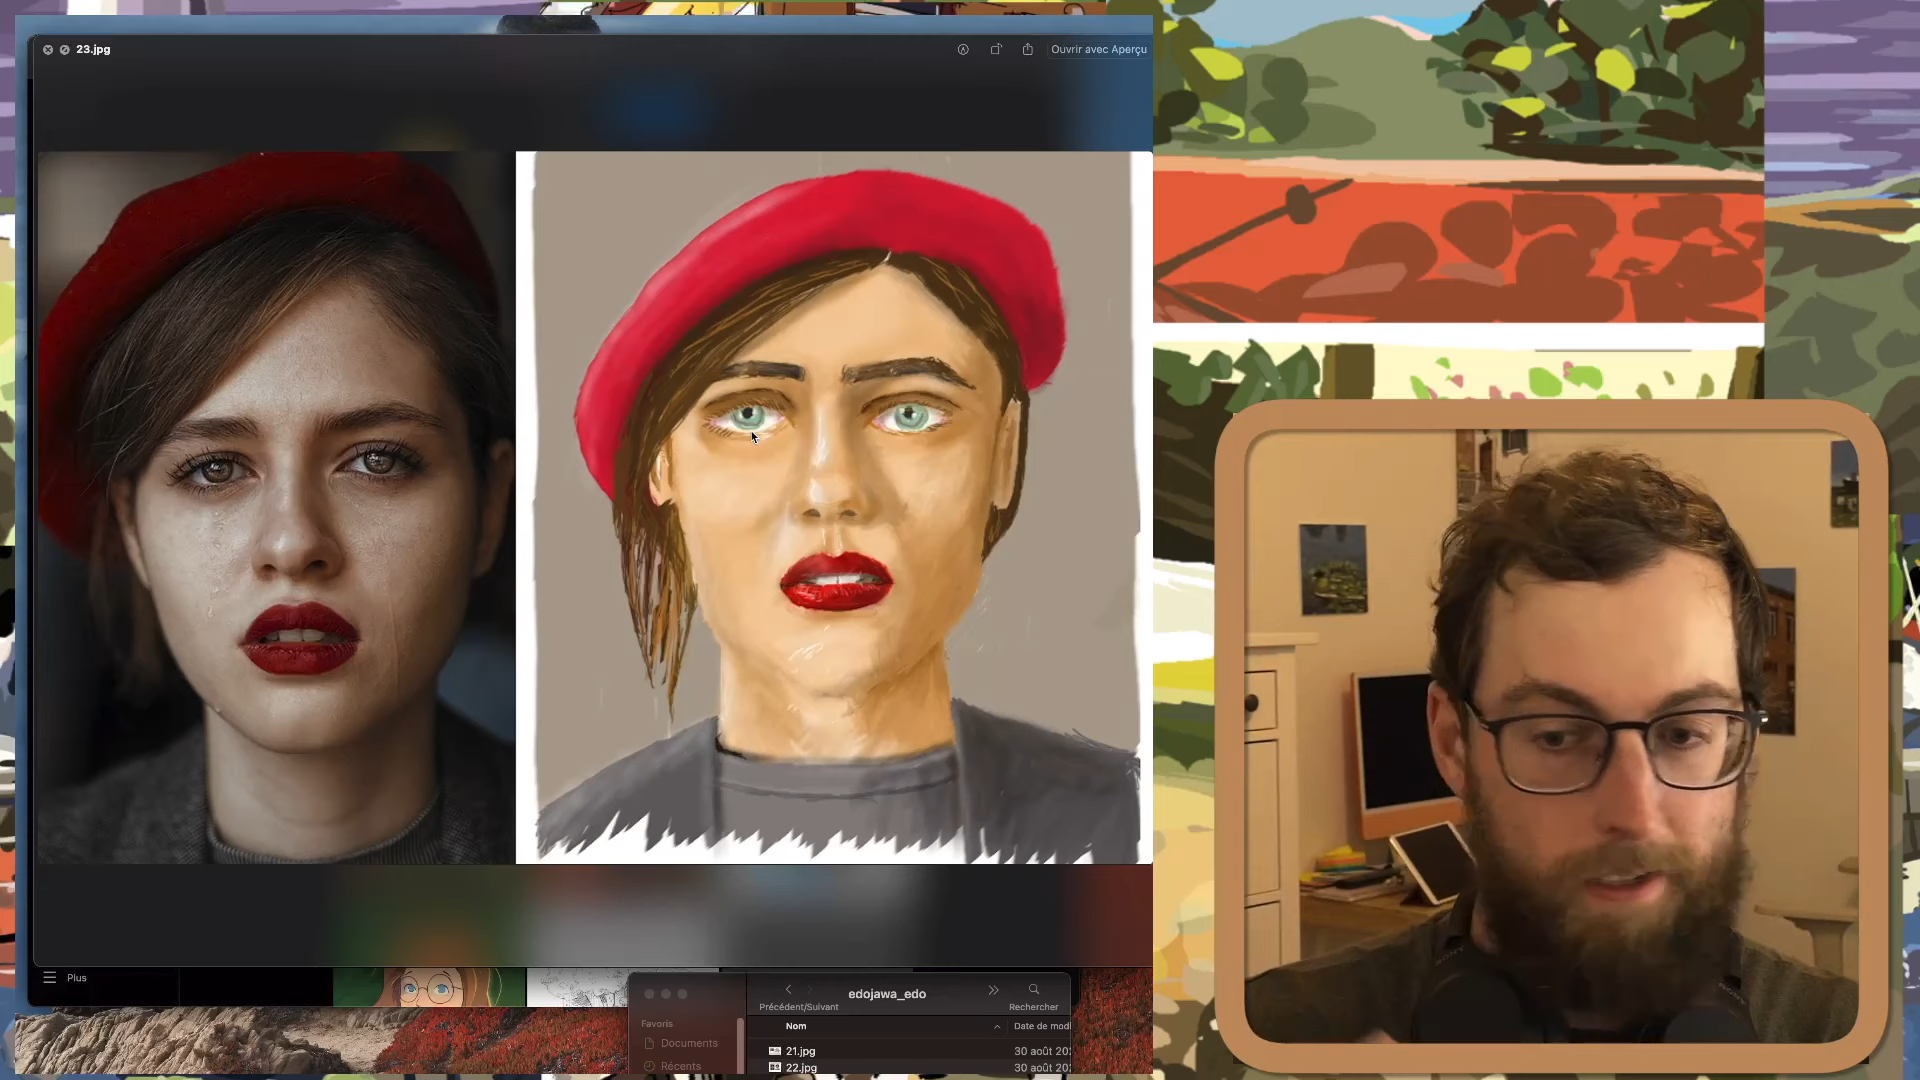 23.jpg
Ouvrir avec Aperçu
Plus
edojawa_edo
Précédent/Suivant
Rechercher
Favoris
Nom
Date de modi
Documents
21.jpg
30 août 20
Récents
22.jpg
30 août 20